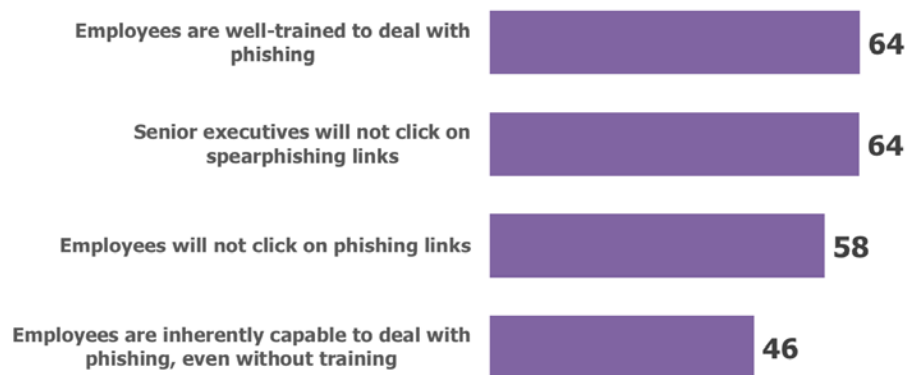 Employees are well-trained to deal with
phishing
64
Senior executives will not click on
spearphishing links
64
Employees will not click on phishing links
58
Employees are inherently capable to deal with
phishing, even without training
46